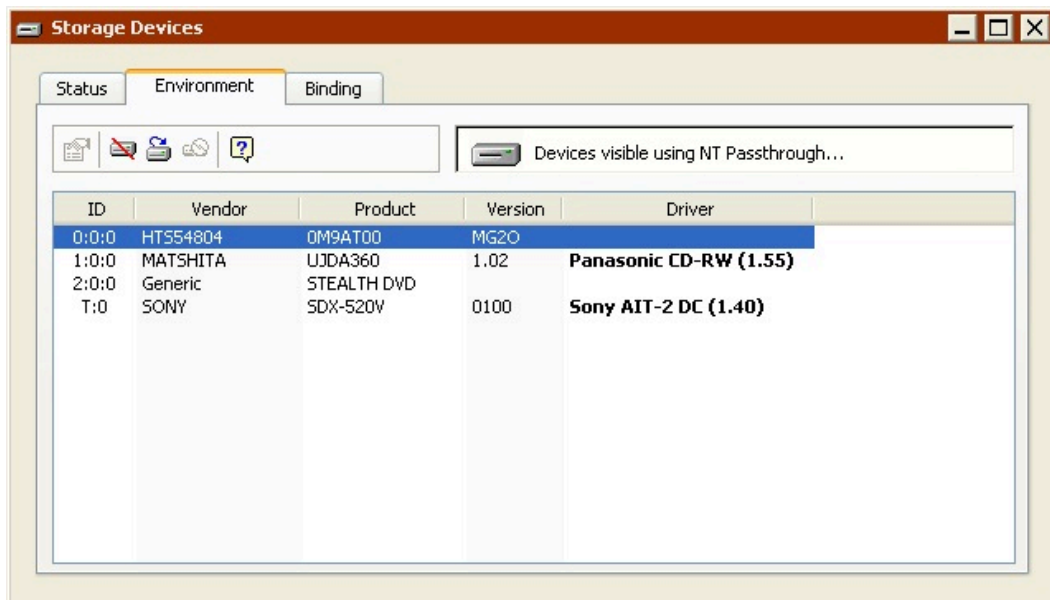 Storage Devices
Status Environment Binding
Devices visible using NT Passthrough...
ID Vendor Product Version Driver
0:0:0 HTS54804 0M9AT00 MG2O
1:0:0 MATSHITA UJDA360 1.02 Panasonic CD-RW (1.55)
2:0:0 Generic STEALTH DVD
T:0 SONY SDX-520V 0100 Sony AIT-2 DC (1.40)